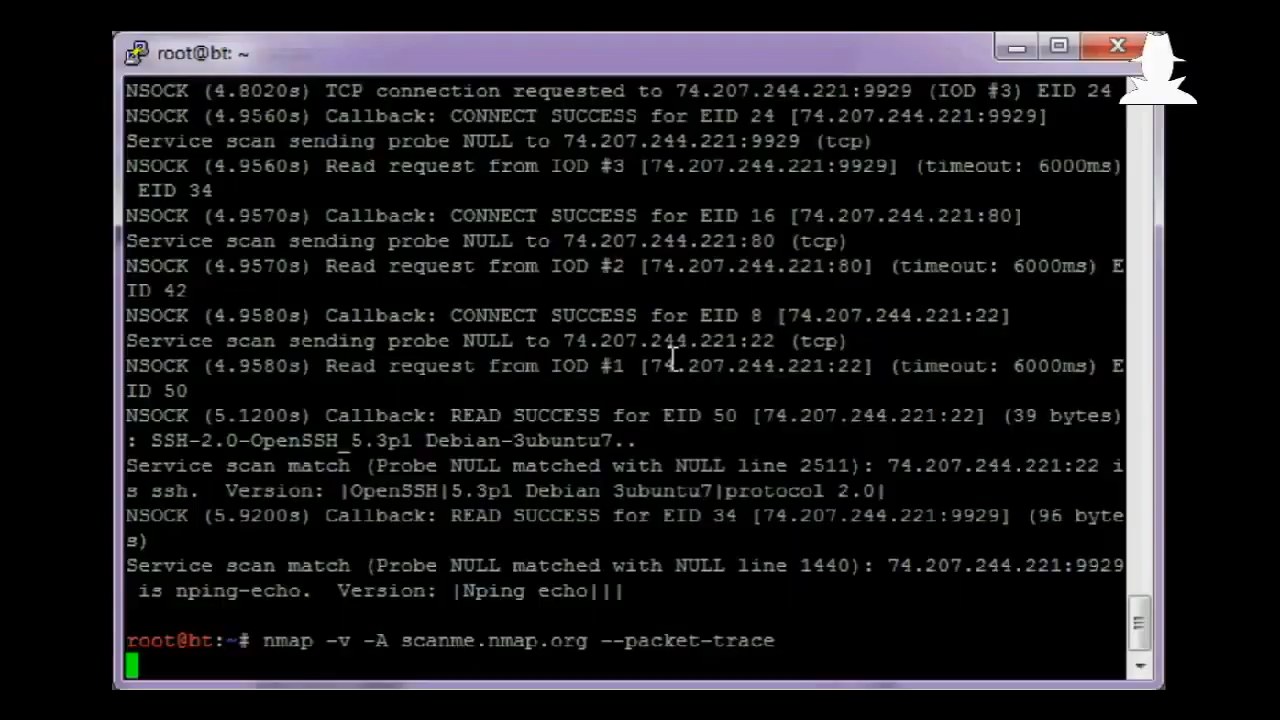 root@bt: ~
NSOCK (4.8020s) TCP connection requested to 74.207.244.221:9929 (IOD #3) EID 24
NSOCK (4.9560s) Callback: CONNECT SUCCESS for EID 24 [74.207.244.221:9929]
Service scan sending probe NULL to 74.207.244.221:9929 (tcp)
NSOCK (4.9560s) Read request from IOD #3 [74.207.244.221:9929] (timeout: 6000ms)
EID 34
NSOCK (4.9570s) Callback: CONNECT SUCCESS for EID 16 [74.207.244.221:80]
Service scan sending probe NULL to 74.207.244.221:80 (tcp)
NSOCK (4.9570s) Read request from IOD #2 [74.207.244.221:80] (timeout: 6000ms) E
ID 42
NSOCK (4.9580s) Callback: CONNECT SUCCESS for EID 8 [74.207.244.221:22]
Service scan sending probe NULL to 74.207.244.221:22 (tcp)
NSOCK (4.9580s) Read request from IOD #1 [74.207.244.221:22] (timeout: 6000ms) E
ID 50
NSOCK (5.1200s) Callback: READ SUCCESS for EID 50 [74.207.244.221:22] (39 bytes)
: SSH-2.0-OpenSSH_5.3p1 Debian-3ubuntu7..
Service scan match (Probe NULL matched with NULL line 2511): 74.207.244.221:22 i
s ssh.  Version: |OpenSSH|5.3p1 Debian 3ubuntu7|protocol 2.0|
NSOCK (5.9200s) Callback: READ SUCCESS for EID 34 [74.207.244.221:9929] (96 byte
s)
Service scan match (Probe NULL matched with NULL line 1440): 74.207.244.221:9929
is nping-echo.  Version: |Nping echo|||
root@bt:~# nmap -v -A scanme.nmap.org --packet-trace